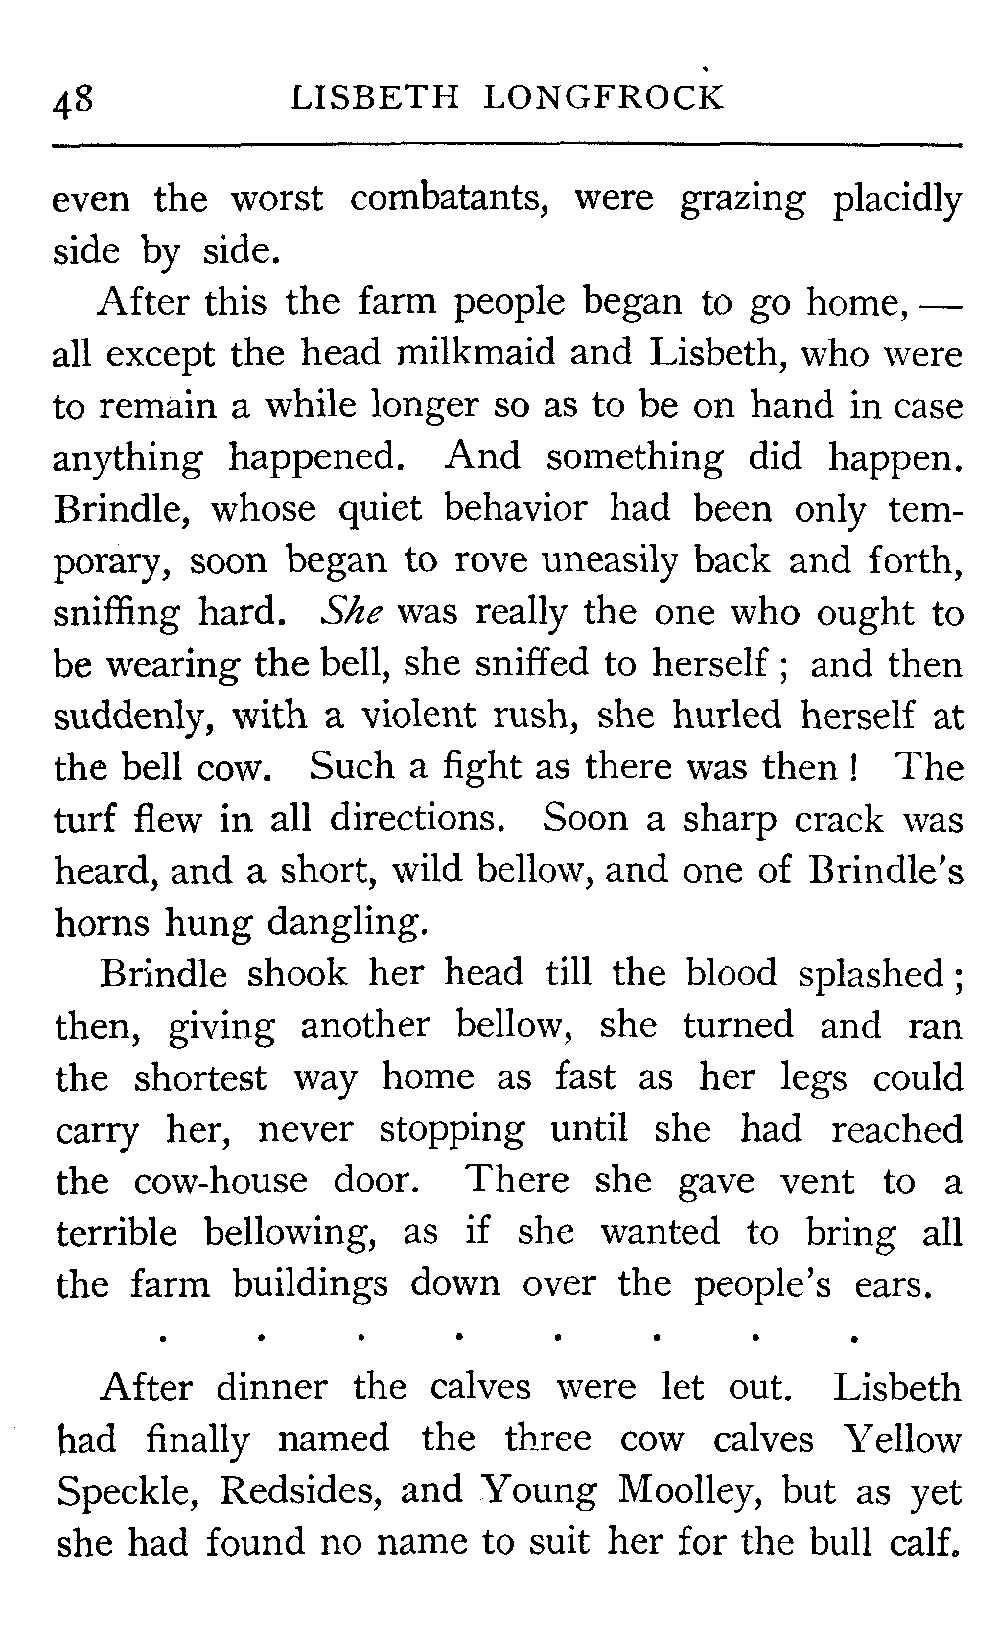 48 LISBETH LONGFROCK
even the worst combatants, were grazing placidly
side by side.
After this the farm people began to go home, —
all except the head milkmaid and Lisbeth, who were
to remain a while longer so as to be on hand in case
anything happened. And something did happen.
Brindle, whose quiet behavior had been only tem-
porary, soon began to rove uneasily back and forth,
sniffing hard. She was really the one who ought to
be wearing the bell, she sniffed to herself ; and then
suddenly, with a violent rush, she hurled herself at
the bell cow. Such a fight as there was then ! The
turf flew in all directions. Soon a sharp crack was
heard, and a short, wild bellow, and one of Brindle's
horns hung dangling.
Brindle shook her head till the blood splashed ;
then, giving another bellow, she turned and ran
the shortest way home as fast as her legs could
carry her, never stopping until she had reached
the cow-house door. There she gave vent to a
terrible bellowing, as if she wanted to bring all
the farm buildings down over the people's ears.
. . . . . . . .
After dinner the calves were let out. Lisbeth
had finally named the three cow calves Yellow
Speckle, Redsides, and Young Moolley, but as yet
she had found no name to suit her for the bull calf.